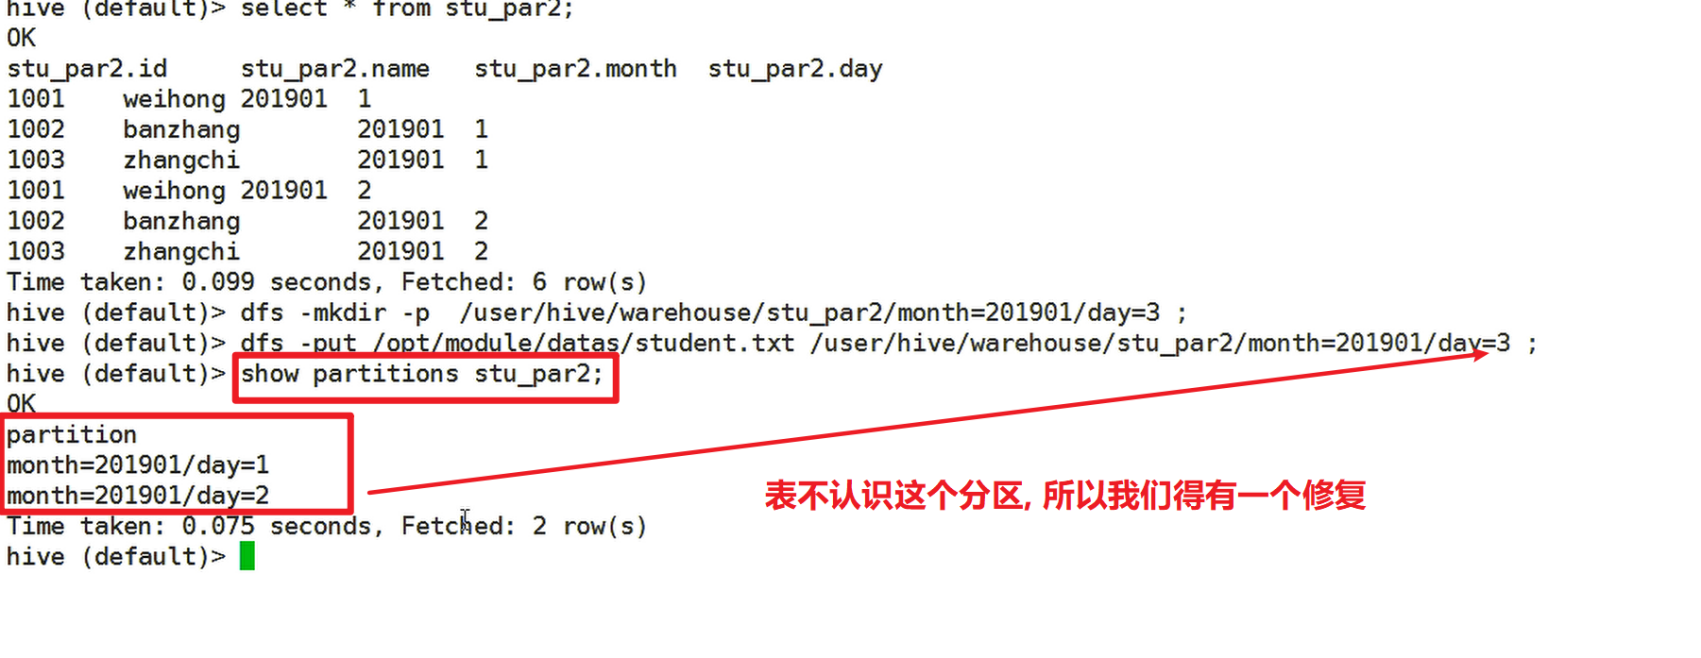 hive (default)> select * from stu_par2;
OK
stu_par2.id     stu_par2.name   stu_par2.month  stu_par2.day
1001    weihong 201901  1
1002    banzhang        201901  1
1003    zhangchi        201901  1
1001    weihong 201901  2
1002    banzhang        201901  2
1003    zhangchi        201901  2
Time taken: 0.099 seconds, Fetched: 6 row(s)
hive (default)> dfs -mkdir -p  /user/hive/warehouse/stu_par2/month=201901/day=3 ;
hive (default)> dfs -put /opt/module/datas/student.txt /user/hive/warehouse/stu_par2/month=201901/day=3 ;
hive (default)> show partitions stu_par2;
OK
partition
month=201901/day=1
month=201901/day=2
表不认识这个分区, 所以我们得有一个修复
Time taken: 0.075 seconds, Fetched: 2 row(s)
hive (default)>